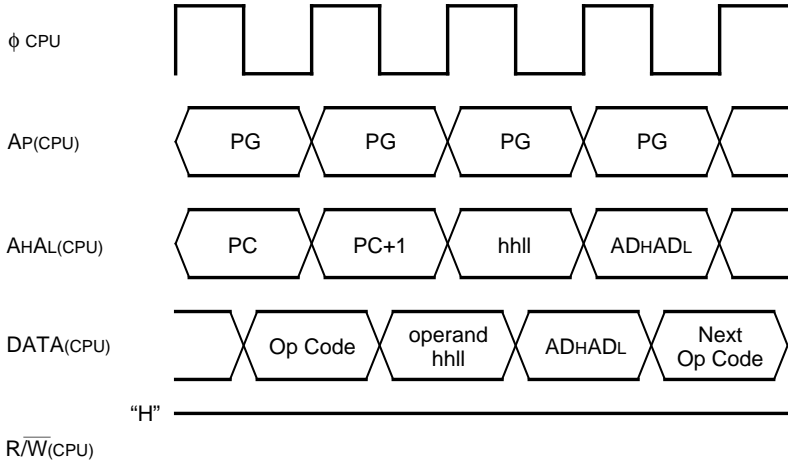 ϕ CPU
AP(CPU) PG PG PG PG
AHAL(CPU) PC PC+1 hhll ADHADL
DATA(CPU) Op Code operand hhll ADHADL Next Op Code
“H”
R/W̅(CPU)